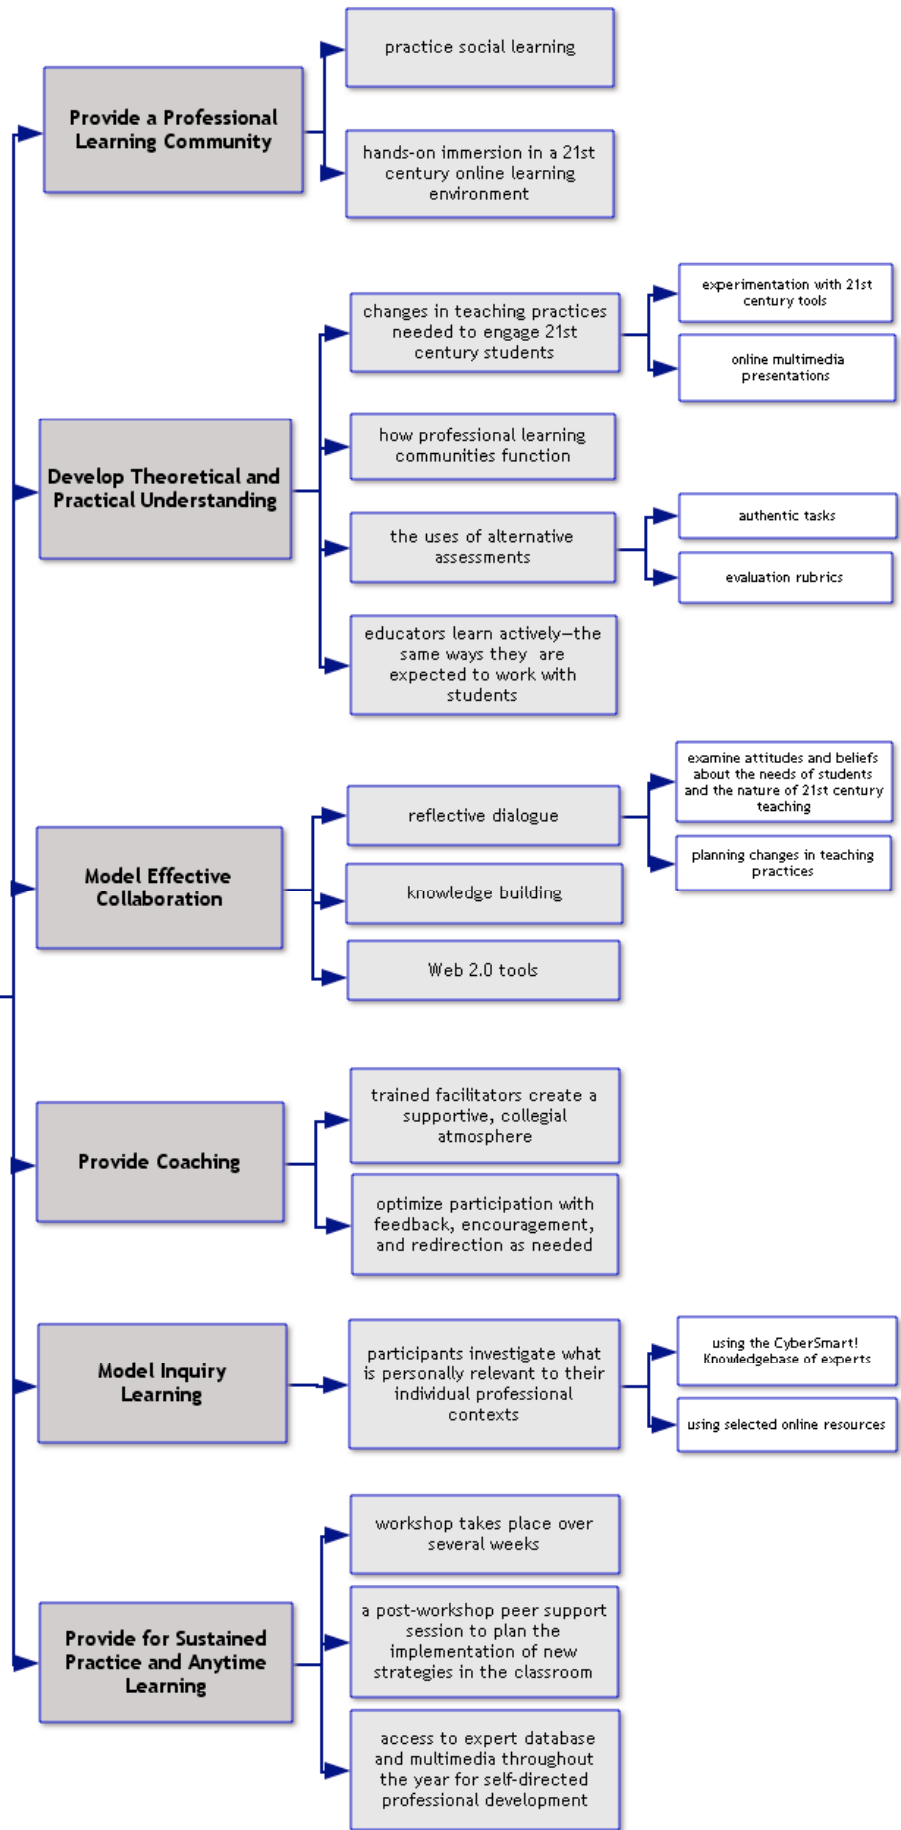 practice social learning
Provide a Professional
Learning Community
hands-on immersion in a 21st
century online learning
environment
changes in teaching practices
needed to engage 21st
century students
experimentation with 21st
century tools
online multimedia
presentations
how professional learning
communities function
Develop Theoretical and
Practical Understanding
the uses of alternative
assessments
authentic tasks
evaluation rubrics
educators learn actively—the
same ways they are
expected to work with
students
reflective dialogue
examine attitudes and beliefs
about the needs of students
and the nature of 21st century
teaching
planning changes in teaching
practices
Model Effective
Collaboration
knowledge building
Web 2.0 tools
trained facilitators create a
supportive, collegial
atmosphere
Provide Coaching
optimize participation with
feedback, encouragement,
and redirection as needed
Model Inquiry
Learning
participants investigate what
is personally relevant to their
individual professional
contexts
using the CyberSmart!
Knowledgebase of experts
using selected online resources
workshop takes place over
several weeks
Provide for Sustained
Practice and Anytime
Learning
a post-workshop peer support
session to plan the
implementation of new
strategies in the classroom
access to expert database
and multimedia throughout
the year for self-directed
professional development